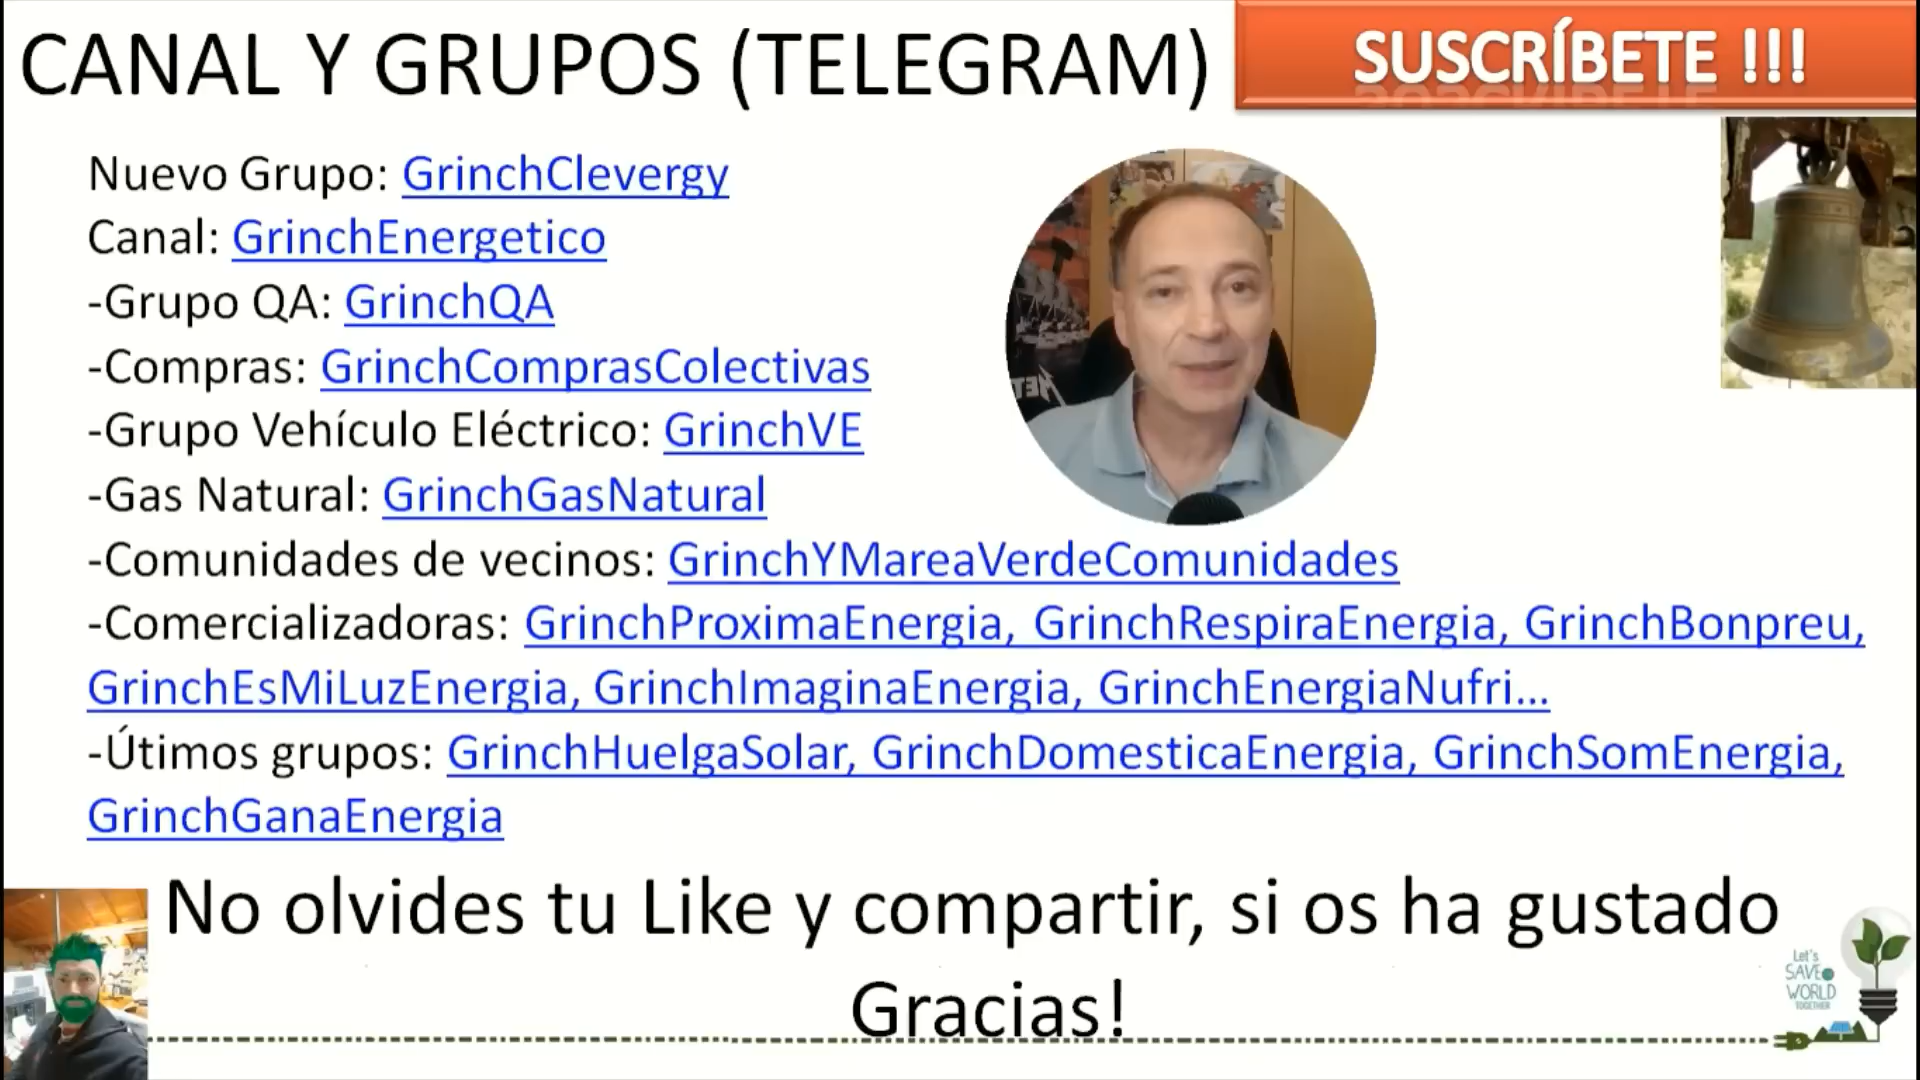 CANAL Y GRUPOS (TELEGRAM)
SUSCRÍBETE !!!
Nuevo Grupo: GrinchClevergy
Canal: GrinchEnergetico
-Grupo QA: GrinchQA
-Compras: GrinchComprasColectivas
-Grupo Vehículo Eléctrico: GrinchVE
-Gas Natural: GrinchGasNatural
-Comunidades de vecinos: GrinchYMareaVerdeComunidades
-Comercializadoras: GrinchProximaEnergia, GrinchRespiraEnergia, GrinchBonpreu,
GrinchEsMiLuzEnergia, GrinchImaginaEnergia, GrinchEnergiaNufri...
-Útimos grupos: GrinchHuelgaSolar, GrinchDomesticaEnergia, GrinchSomEnergia,
GrinchGanaEnergia
No olvides tu Like y compartir, si os ha gustado
Gracias!
Let's
SAVE
WORLD
TOGETHER